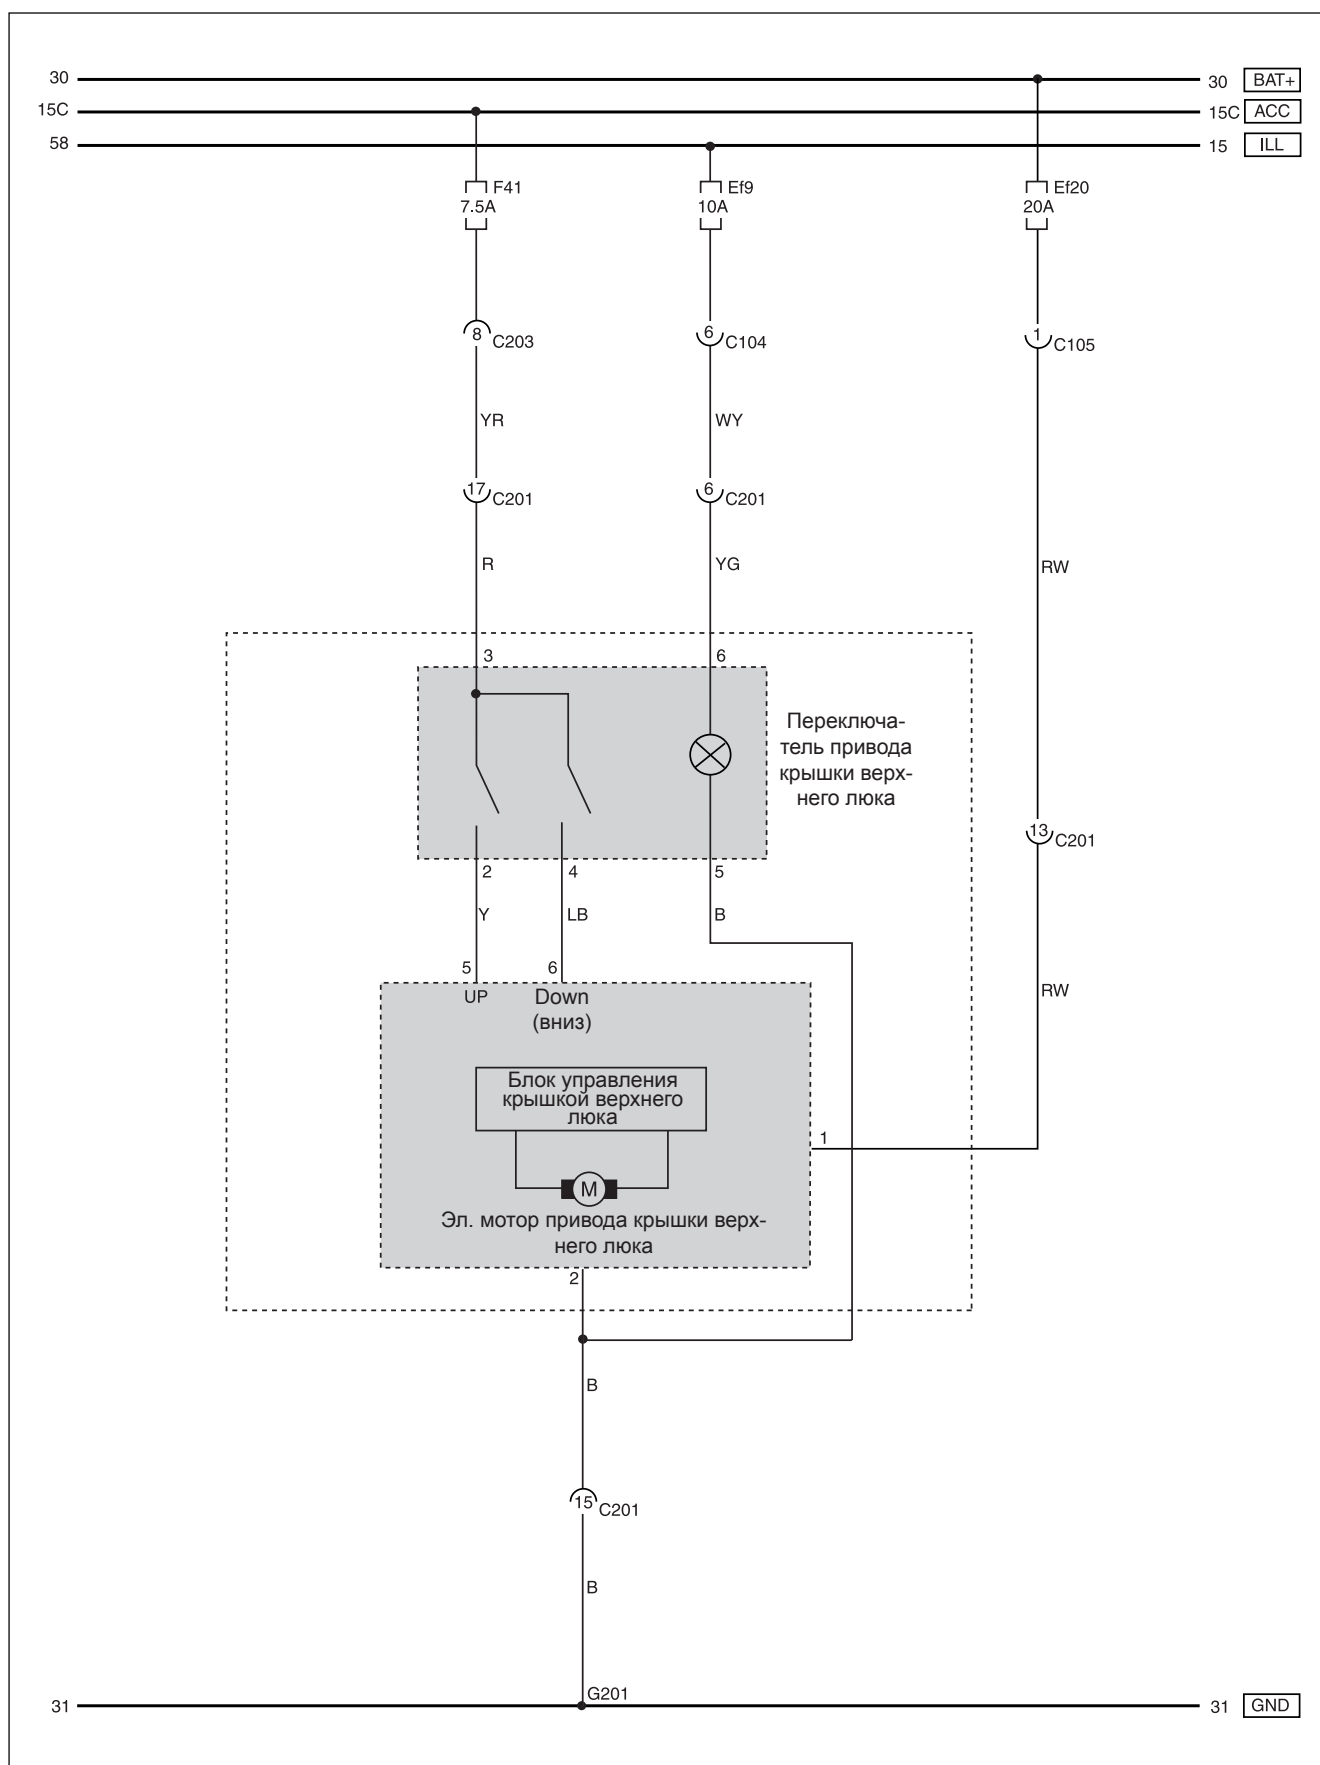 30
30 BAT+
15C
15C ACC
58
15 ILL
F41
7.5A
Ef9
10A
Ef20
20A
8 C203
6 C104
1 C105
YR
WY
17 C201
6 C201
R
YG
RW
3
6
Переключа-
тель привода
крышки верх-
него люка
13 C201
2
4
5
Y
LB
B
5
6
UP
Down
(вниз)
RW
Блок управления
крышкой верхнего
люка
1
M
Эл. мотор привода крышки верх-
него люка
2
B
15 C201
B
G201
31
31 GND